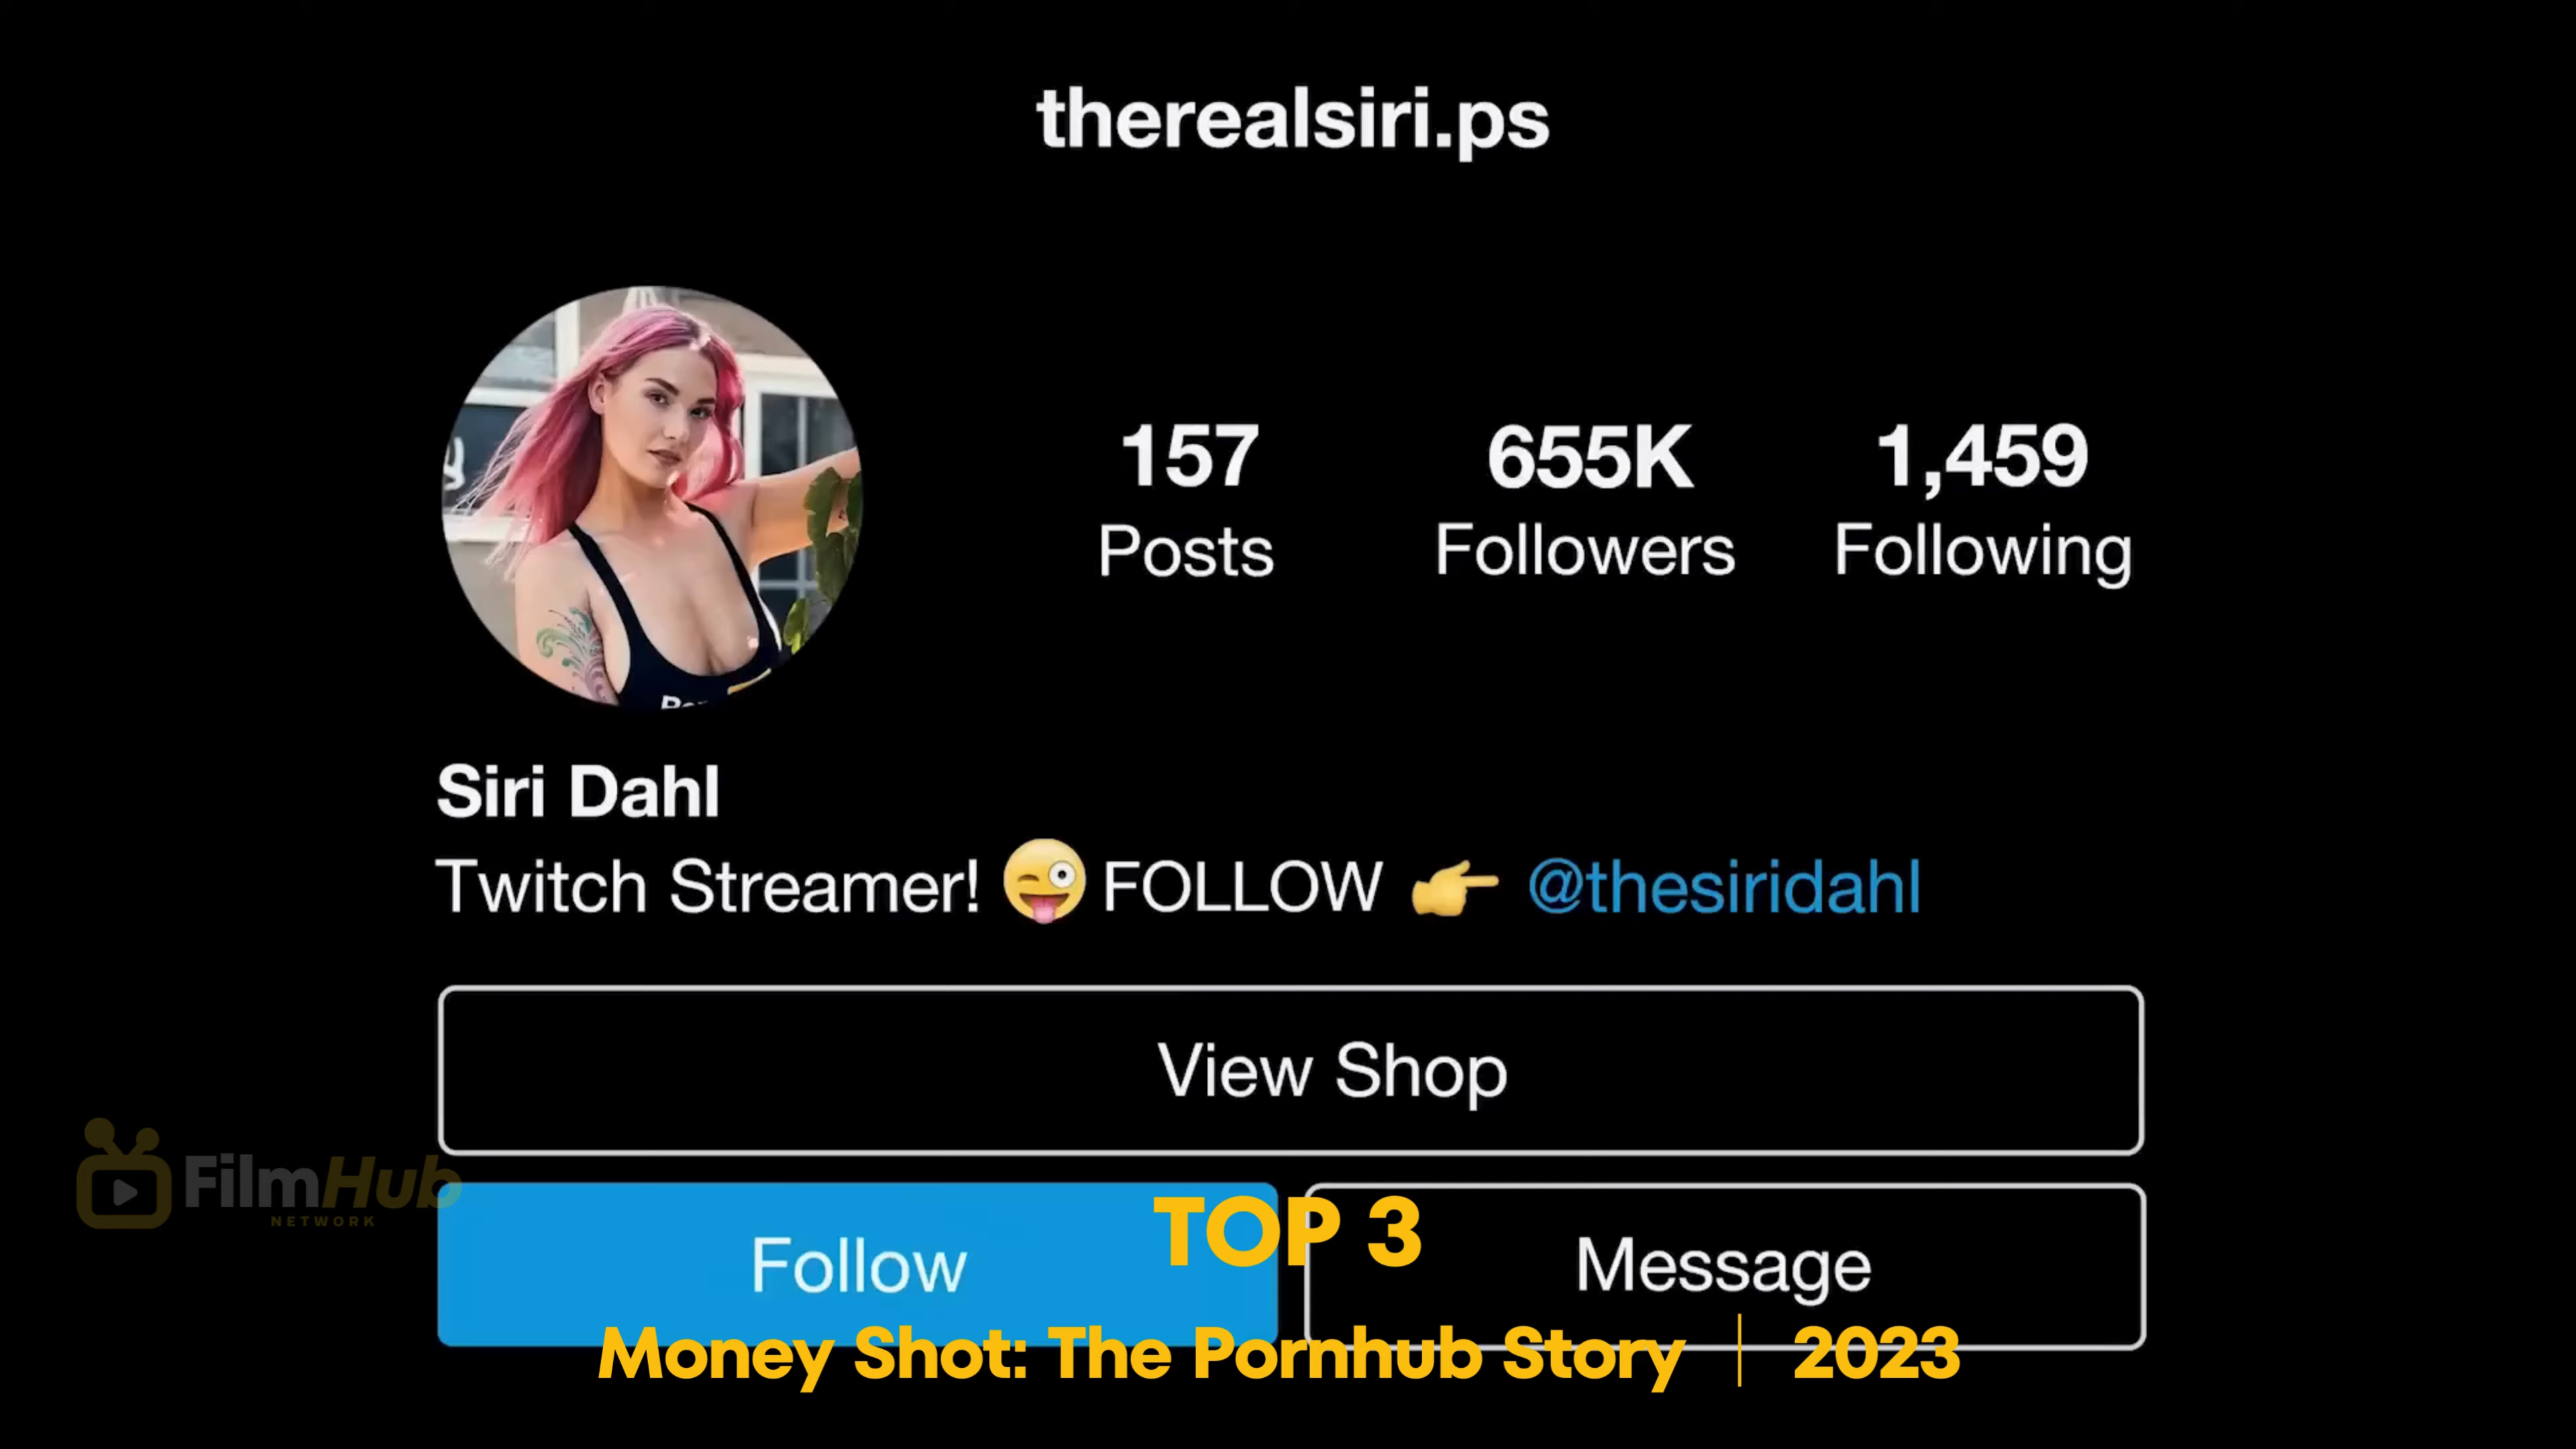 therealsiri.ps
157
Posts
655K
Followers
1,459
Following
Siri Dahl
Twitch Streamer! 😜 FOLLOW 👉 @thesiridahl
View Shop
FilmHub
NETWORK
Follow
TOP 3
Message
Money Shot: The Pornhub Story | 2023